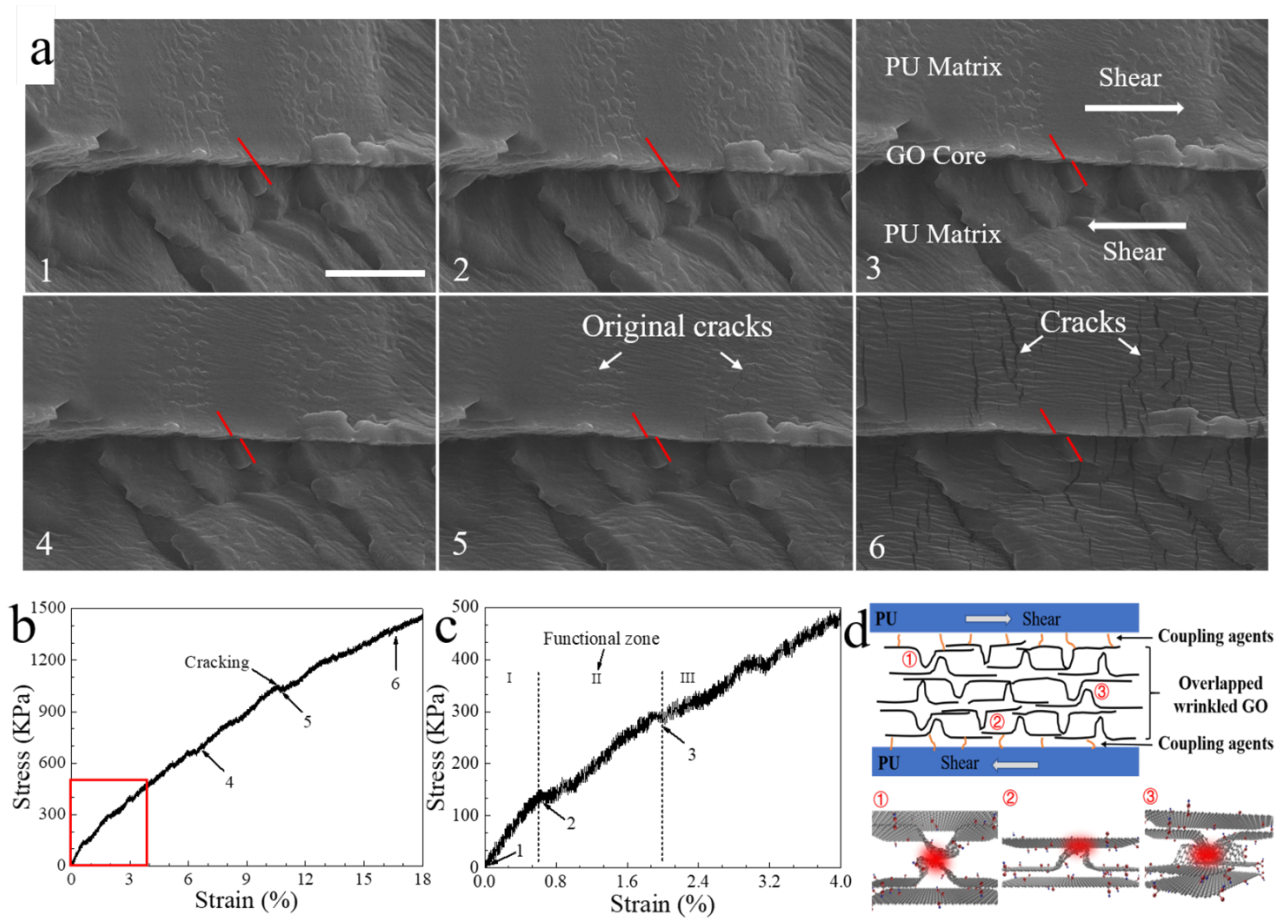 a
PU Matrix
Shear
GO Core
PU Matrix
Shear
1
2
3
Original cracks
Cracks
4
5
6
b
1500
1200
900
600
300
0
Stress (KPa)
Cracking
4
5
6
0
3
6
9
12
15
18
Strain (%)
c
500
400
300
200
100
0
Stress (KPa)
Functional zone
I
II
III
1
2
3
0.0
0.8
1.6
2.4
3.2
4.0
Strain (%)
d
PU
Shear
Coupling agents
①
③
②
Overlapped
wrinkled GO
Coupling agents
PU
Shear
①
②
③